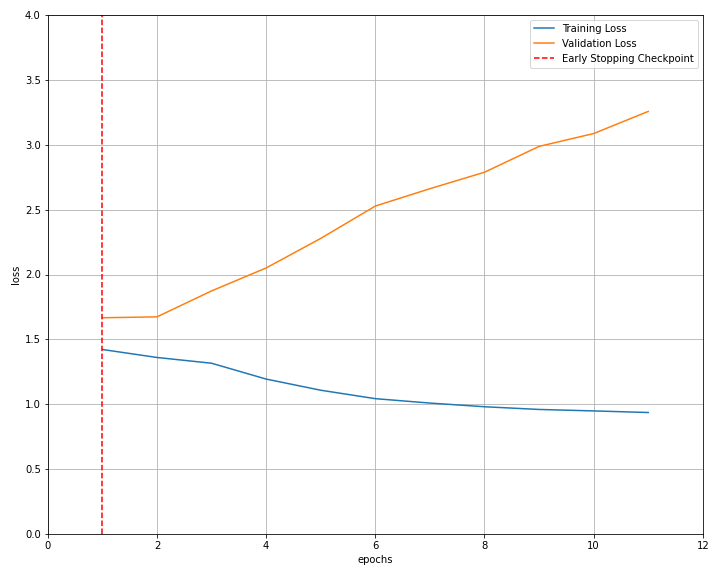 Training Loss
Validation Loss
Early Stopping Checkpoint
4.0
3.5
3.0
2.5
2.0
1.5
1.0
0.5
0.0
loss
0 2 4 6 8 10 12
epochs